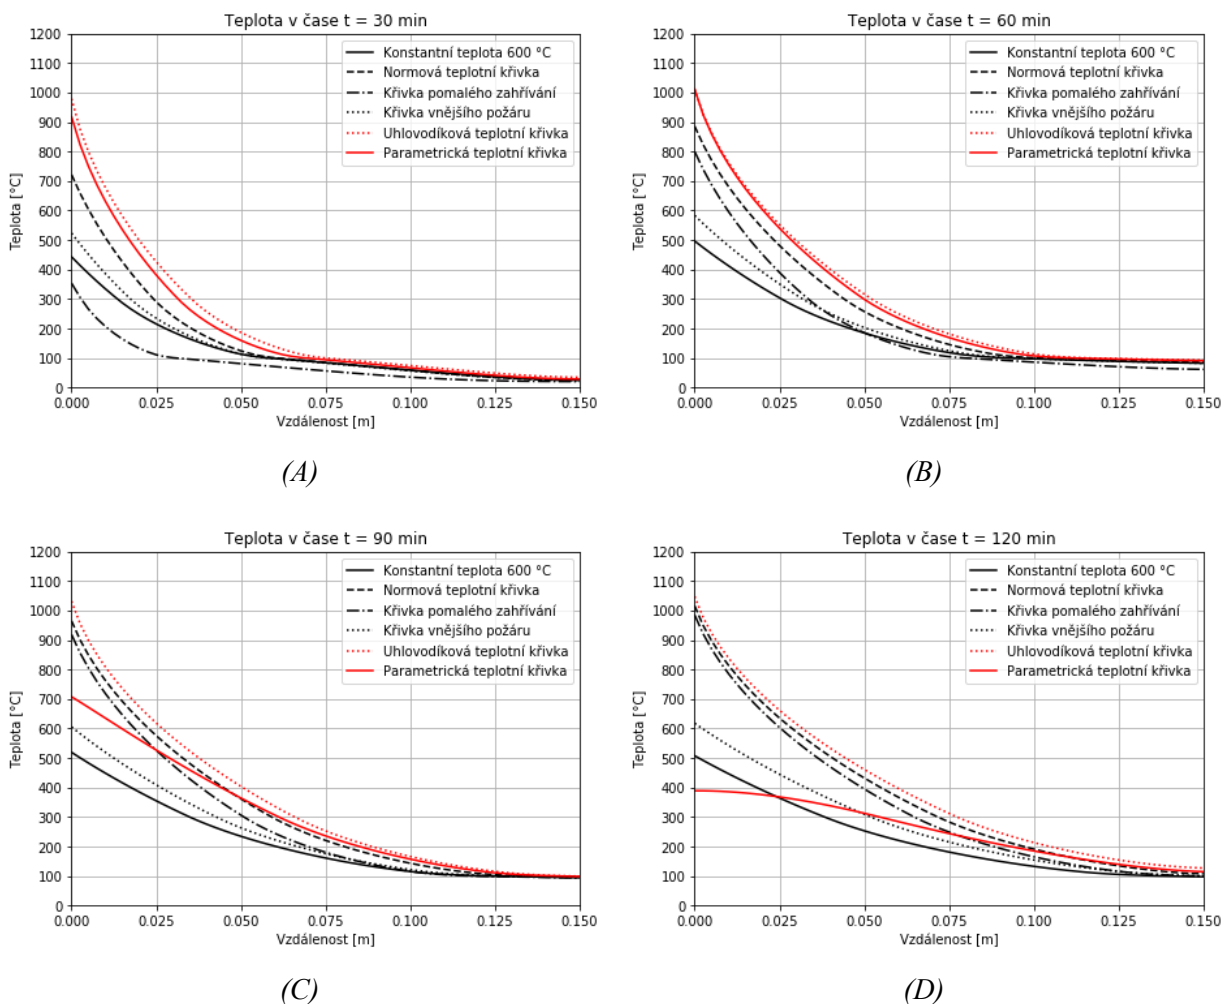 Teplota v čase t = 30 min
1200
1100
1000
900
800
700
600
500
400
300
200
100
0
Teplota [°C]
Konstantní teplota 600 °C
Normová teplotní křivka
Křivka pomalého zahřívání
Křivka vnějšího požáru
Uhlovodíková teplotní křivka
Parametrická teplotní křivka
0.000 0.025 0.050 0.075 0.100 0.125 0.150
Vzdálenost [m]
(A)
Teplota v čase t = 60 min
1200
1100
1000
900
800
700
600
500
400
300
200
100
0
Teplota [°C]
Konstantní teplota 600 °C
Normová teplotní křivka
Křivka pomalého zahřívání
Křivka vnějšího požáru
Uhlovodíková teplotní křivka
Parametrická teplotní křivka
0.000 0.025 0.050 0.075 0.100 0.125 0.150
Vzdálenost [m]
(B)
Teplota v čase t = 90 min
1200
1100
1000
900
800
700
600
500
400
300
200
100
0
Teplota [°C]
Konstantní teplota 600 °C
Normová teplotní křivka
Křivka pomalého zahřívání
Křivka vnějšího požáru
Uhlovodíková teplotní křivka
Parametrická teplotní křivka
0.000 0.025 0.050 0.075 0.100 0.125 0.150
Vzdálenost [m]
(C)
Teplota v čase t = 120 min
1200
1100
1000
900
800
700
600
500
400
300
200
100
0
Teplota [°C]
Konstantní teplota 600 °C
Normová teplotní křivka
Křivka pomalého zahřívání
Křivka vnějšího požáru
Uhlovodíková teplotní křivka
Parametrická teplotní křivka
0.000 0.025 0.050 0.075 0.100 0.125 0.150
Vzdálenost [m]
(D)